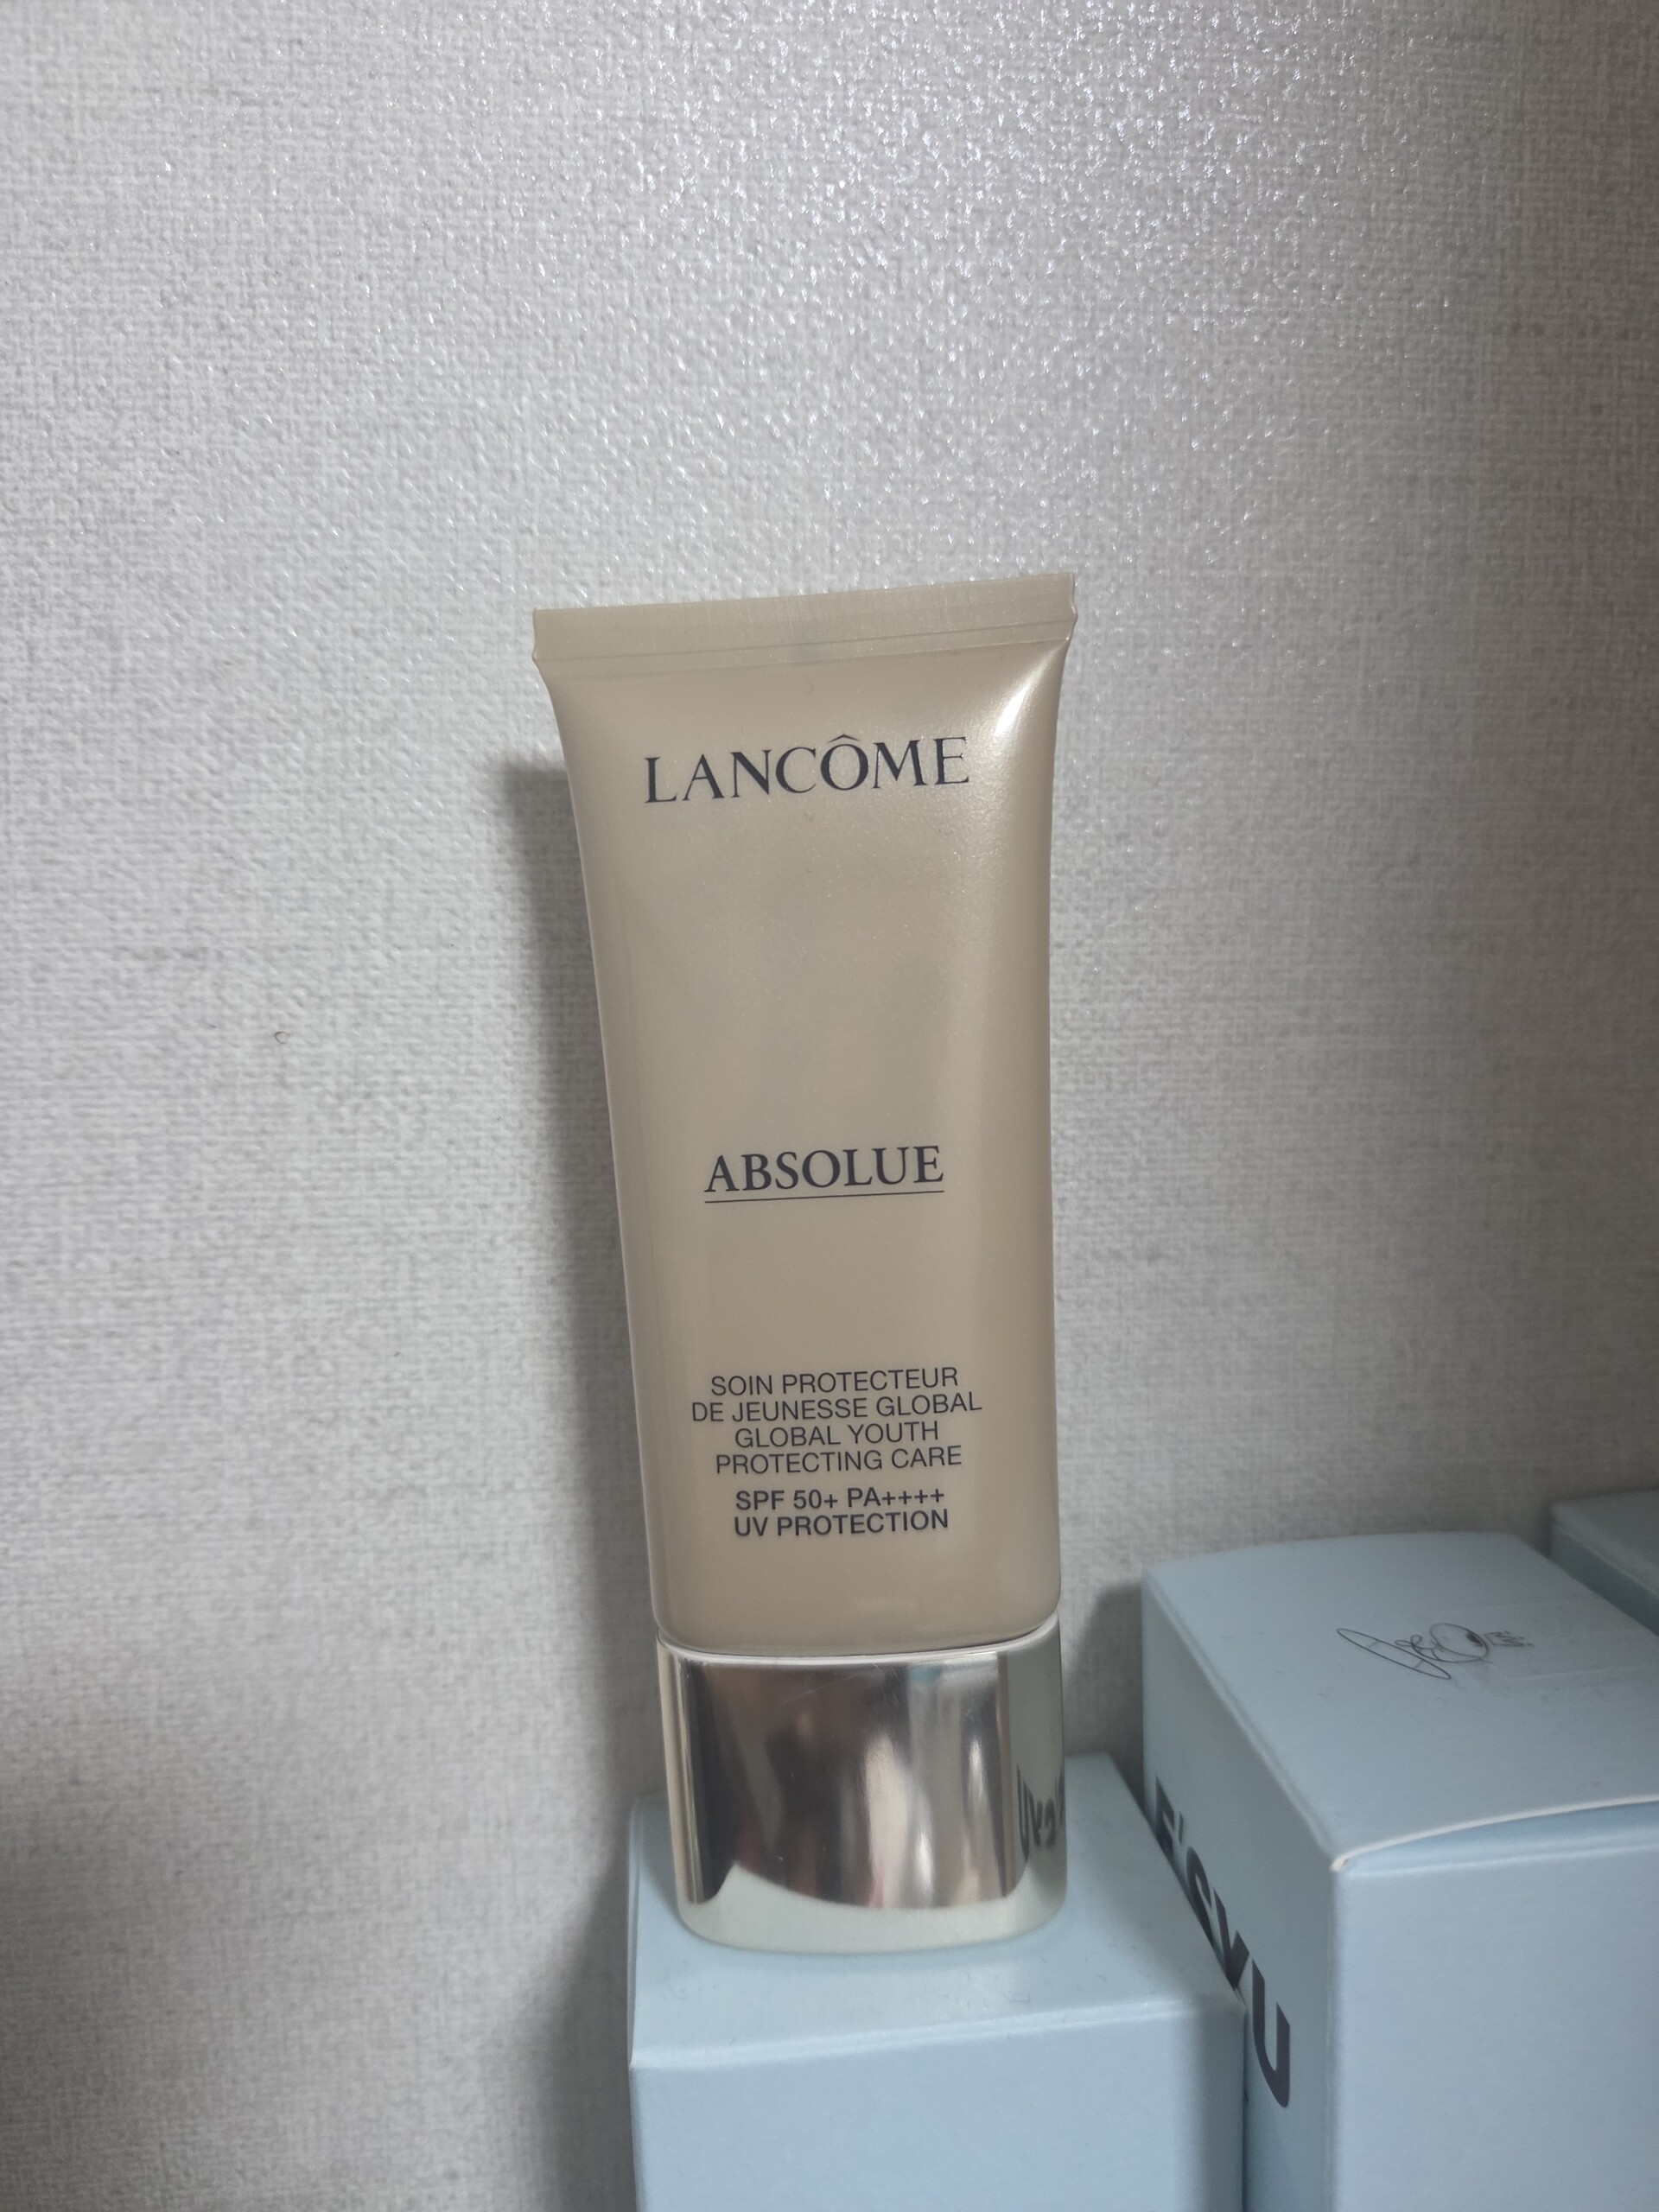 LANCÔME
ABSOLUE
SOIN PROTECTEUR
DE JEUNESSE GLOBAL
GLOBAL YOUTH
PROTECTING CARE
SPF 50+ PA++++
UV PROTECTION